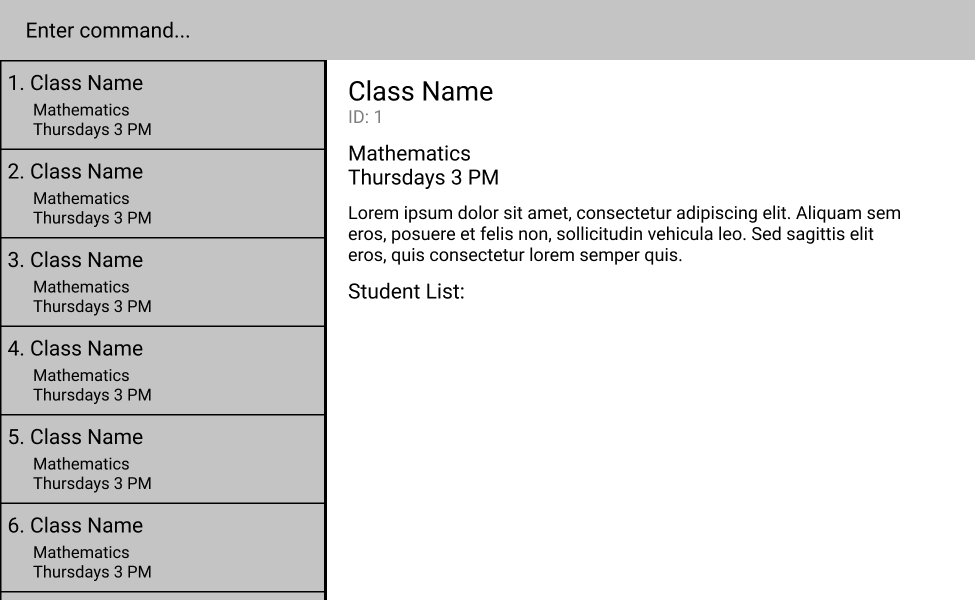 Enter command...
1. Class Name
Mathematics
Thursdays 3 PM
2. Class Name
Mathematics
Thursdays 3 PM
3. Class Name
Mathematics
Thursdays 3 PM
4. Class Name
Mathematics
Thursdays 3 PM
5. Class Name
Mathematics
Thursdays 3 PM
6. Class Name
Mathematics
Thursdays 3 PM
Class Name
ID: 1
Mathematics
Thursdays 3 PM
Lorem ipsum dolor sit amet, consectetur adipiscing elit. Aliquam sem
eros, posuere et felis non, sollicitudin vehicula leo. Sed sagittis elit
eros, quis consectetur lorem semper quis.
Student List: